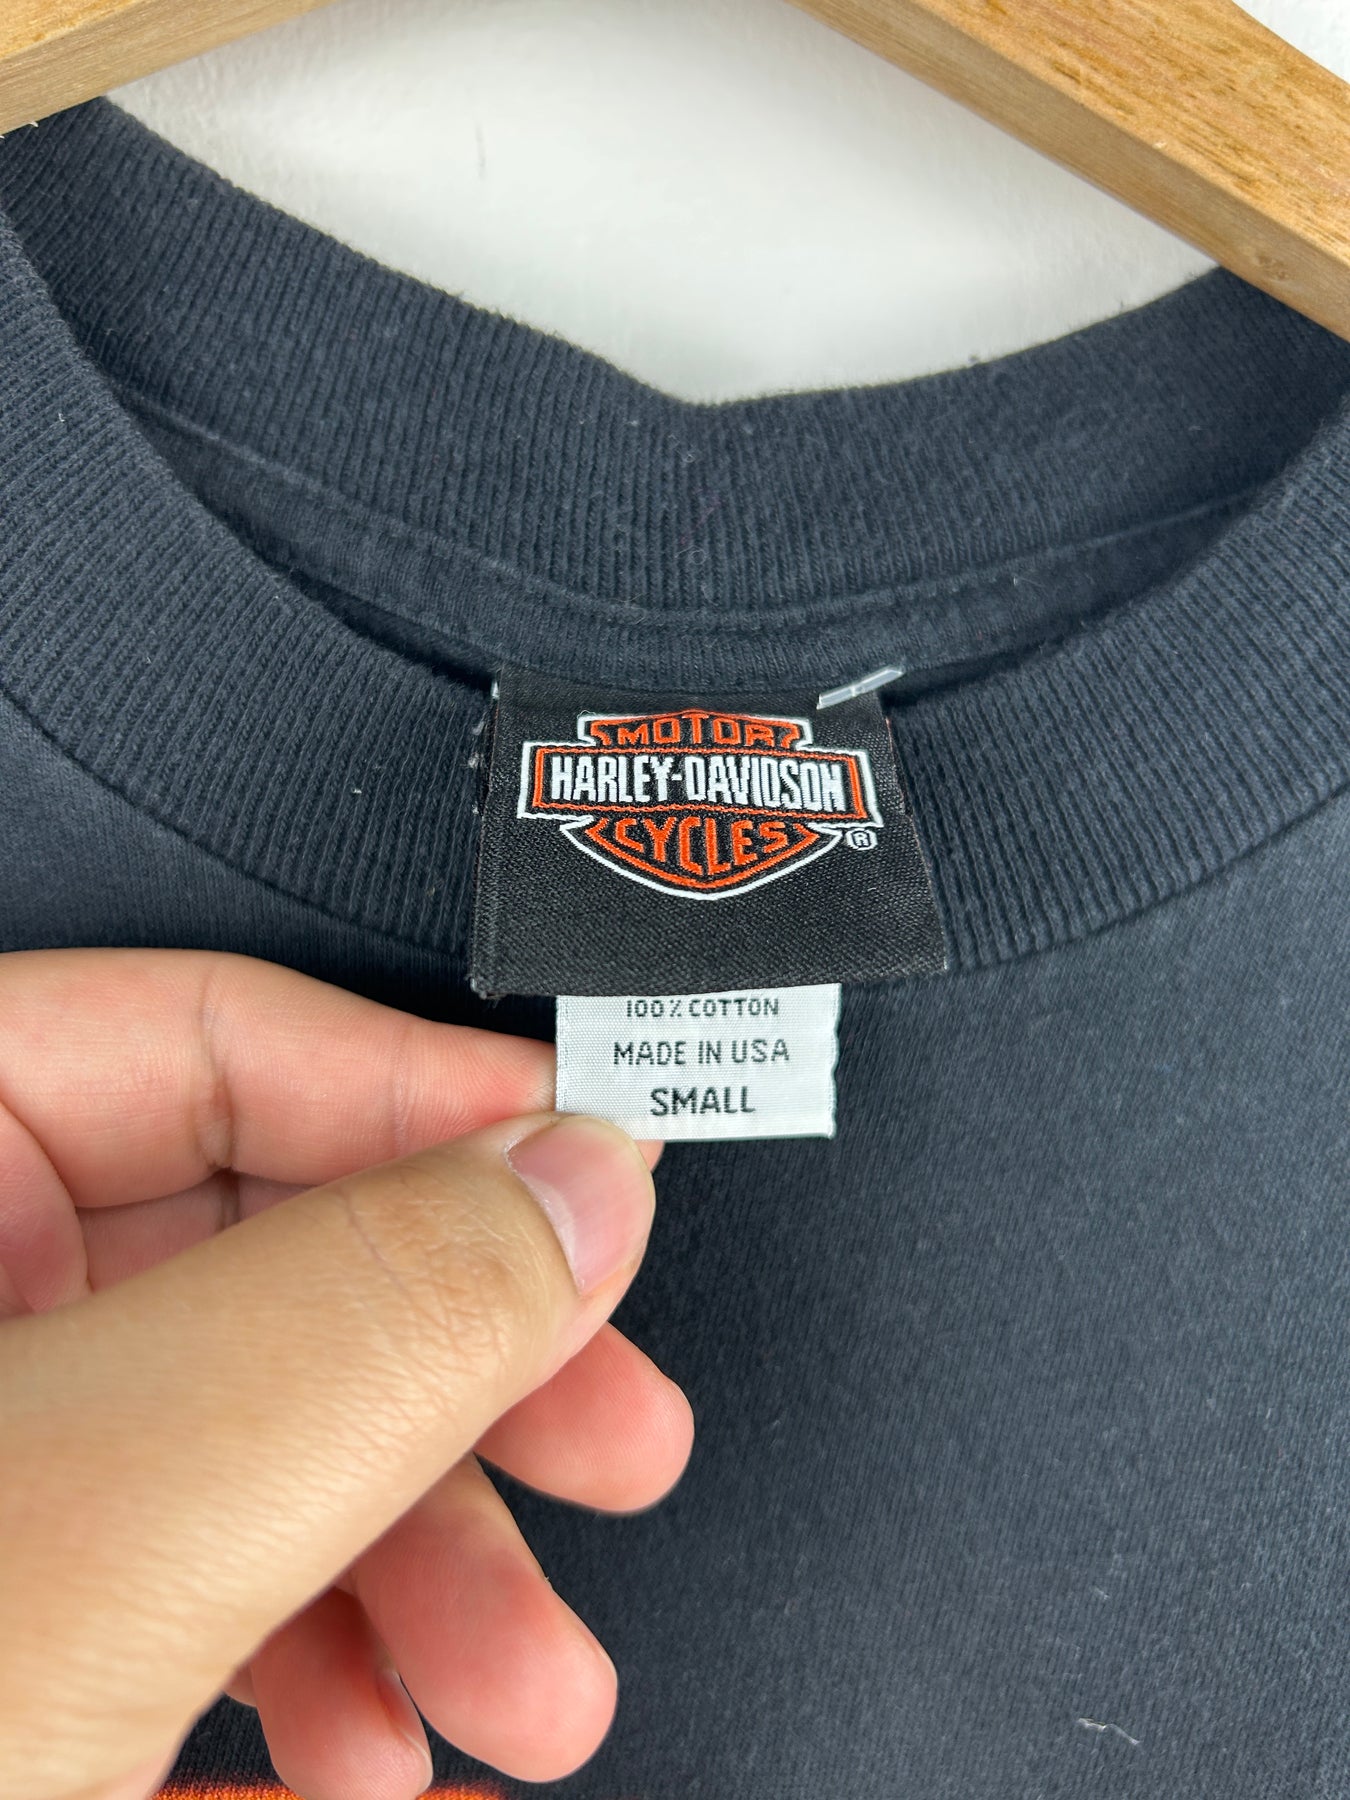 MOTOR
HARLEY-DAVIDSON
CYCLES
®
100% COTTON
MADE IN USA
SMALL